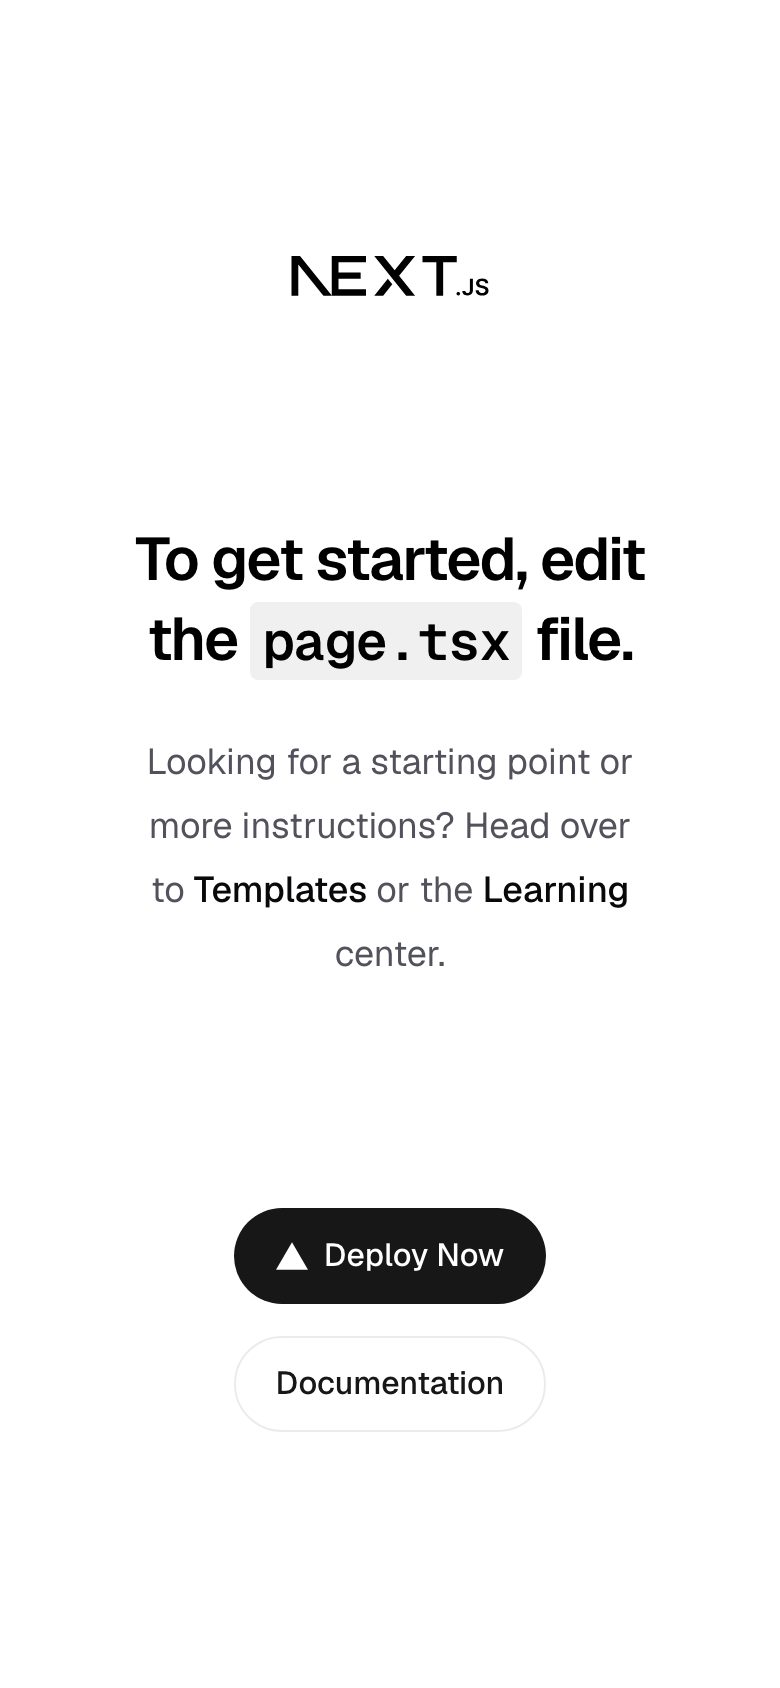 NEXT.JS
To get started, edit
the page.tsx file.
Looking for a starting point or
more instructions? Head over
to Templates or the Learning
center.
Deploy Now
Documentation